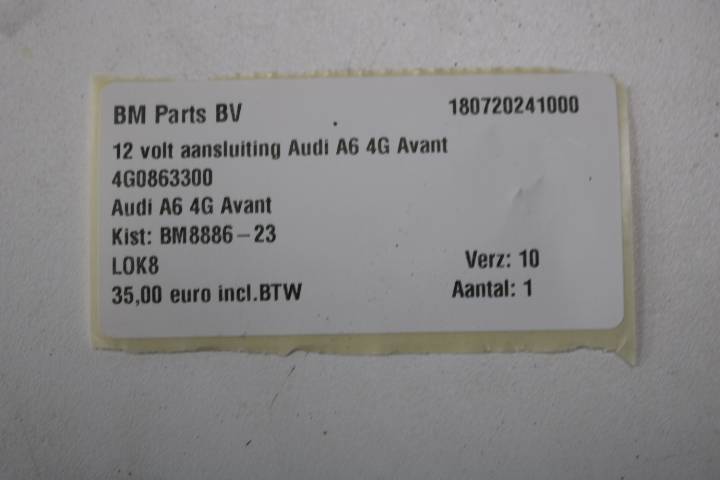 BM Parts BV 180720241000
12 volt aansluiting Audi A6 4G Avant
4G0863300
Audi A6 4G Avant
Kist: BM8886-23
LOK8 Verz: 10
35,00 euro incl.BTW Aantal: 1